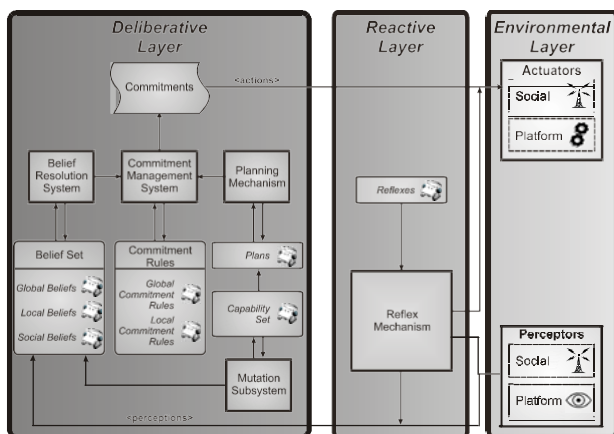 Deliberative
Layer
Reactive
Layer
Environmental
Layer
Commitments
<actions>
Actuators
Social
Platform
Belief
Resolution
System
Commitment
Management
System
Planning
Mechanism
Reflexes
Belief Set
Global Beliefs
Local Beliefs
Social Beliefs
Commitment
Rules
Global
Commitment
Rules
Local
Commitment
Rules
Plans
Capability
Set
Reflex
Mechanism
Mutation
Subsystem
Perceptors
Social
Platform
<perceptions>